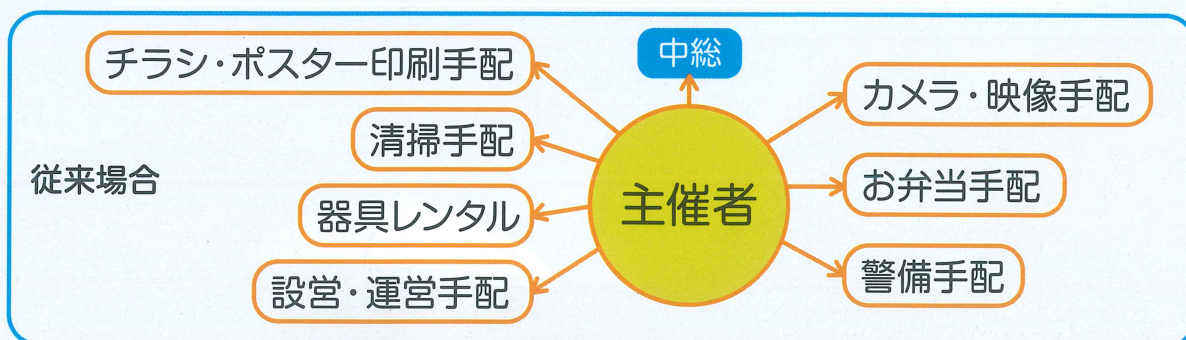 従来場合
チラシ・ポスター印刷手配
清掃手配
器具レンタル
設営・運営手配
中総
主催者
カメラ・映像手配
お弁当手配
警備手配